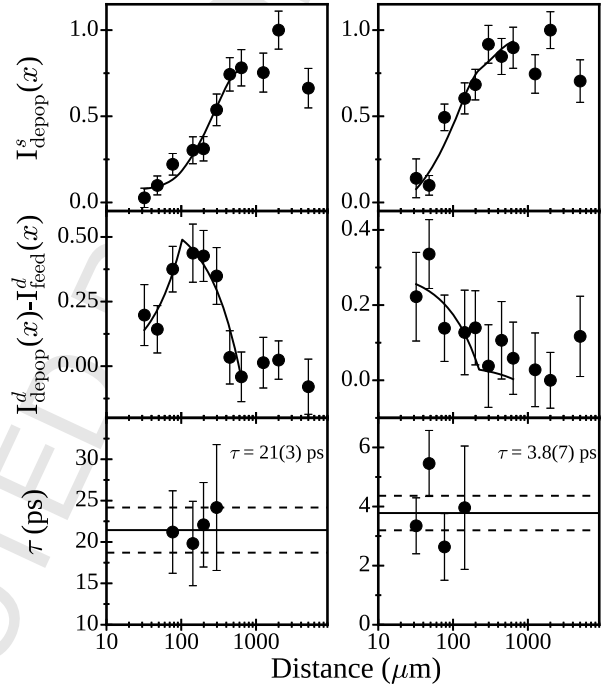 I^s_depop(x)
1.0
0.5
0.0
1.0
0.5
0.0
I^d_depop(x)-I^d_feed(x)
0.50
0.25
0.00
0.4
0.2
0.0
τ (ps)
35
30
25
20
15
10
τ = 21(3) ps
6
4
2
0
τ = 3.8(7) ps
10 100 1000
10 100 1000
Distance (μm)